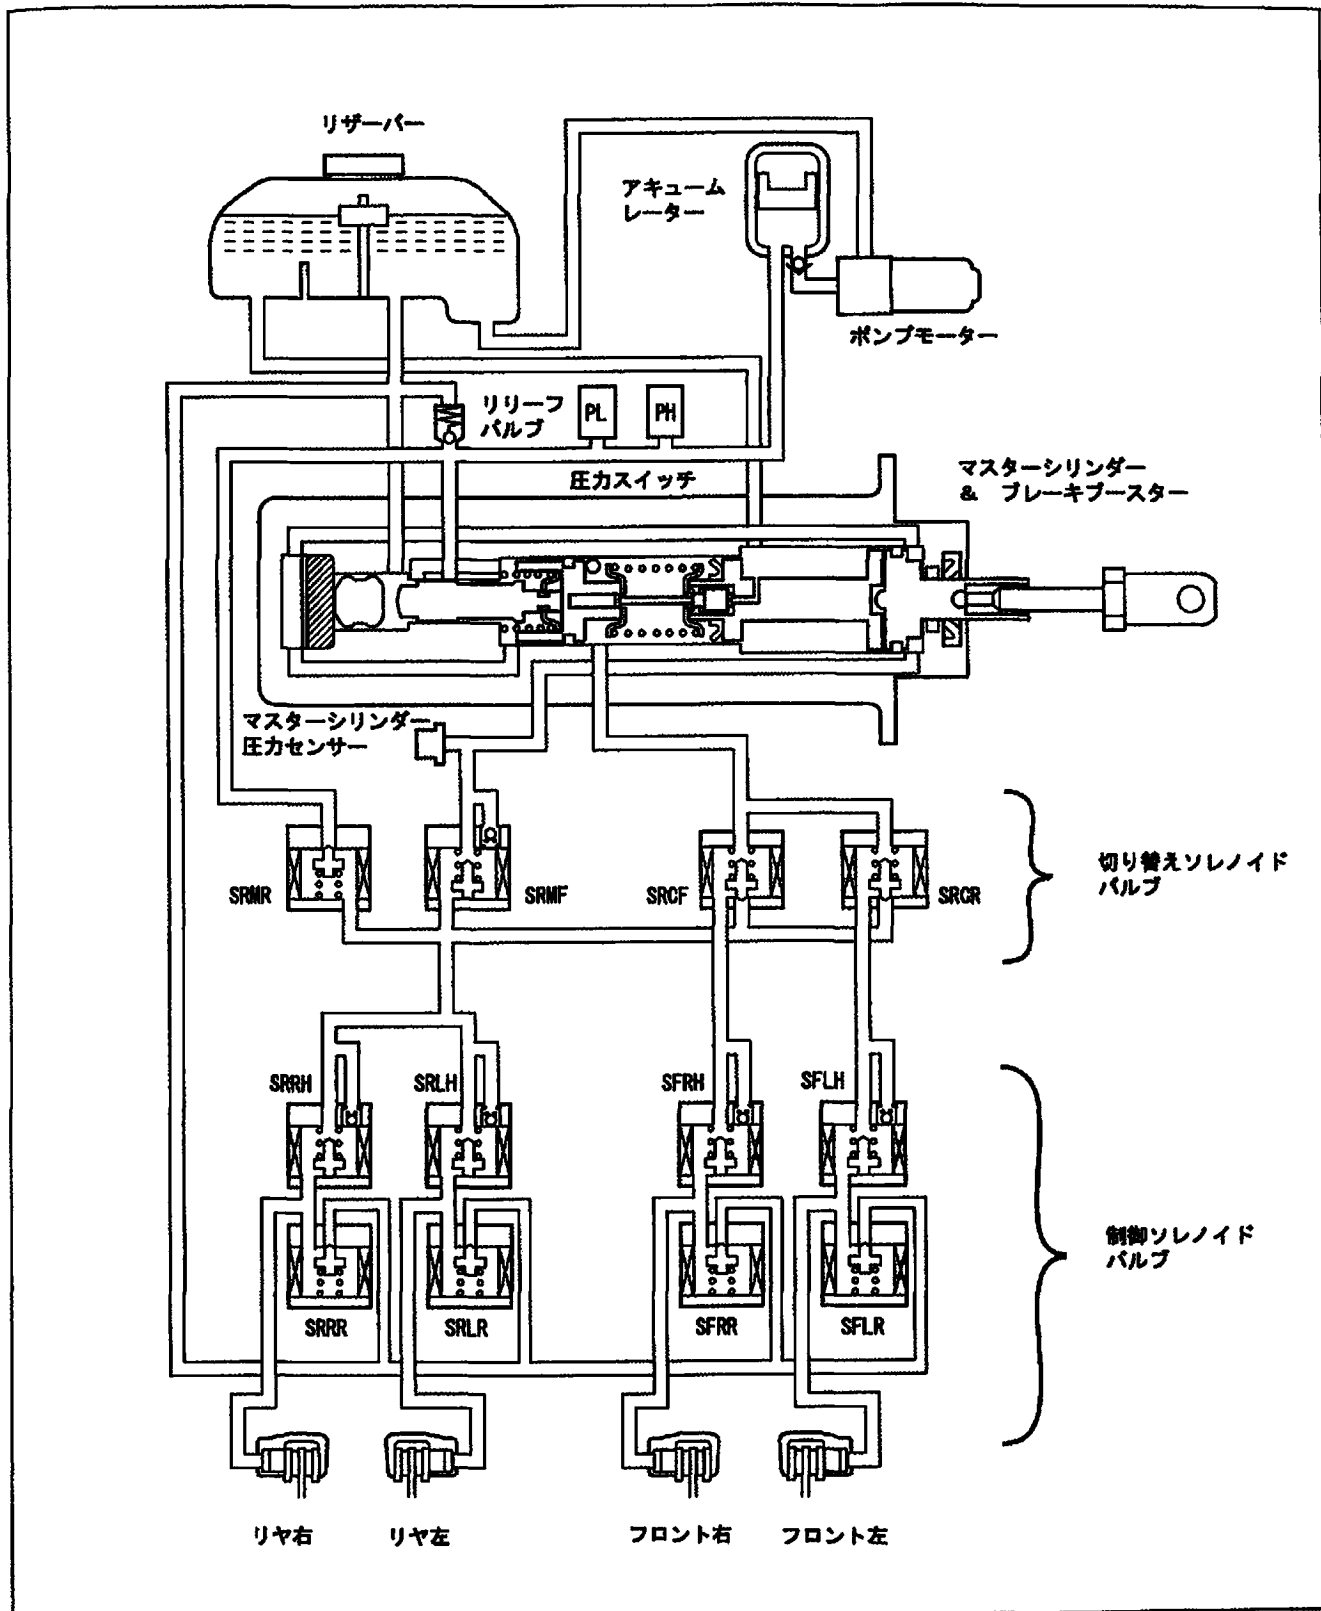 リザーバー
アキューム
レーター
ポンプモーター
リリーフ
バルブ
PL
PH
圧力スイッチ
マスターシリンダー
& ブレーキブースター
マスターシリンダー
圧力センサー
SRMR
SRMF
SRCF
SRCR
切り替えソレノイド
バルブ
SRRH
SRLH
SFRH
SFLH
制御ソレノイド
バルブ
SRRR
SRLR
SFRR
SFLR
リヤ右
リヤ左
フロント右
フロント左